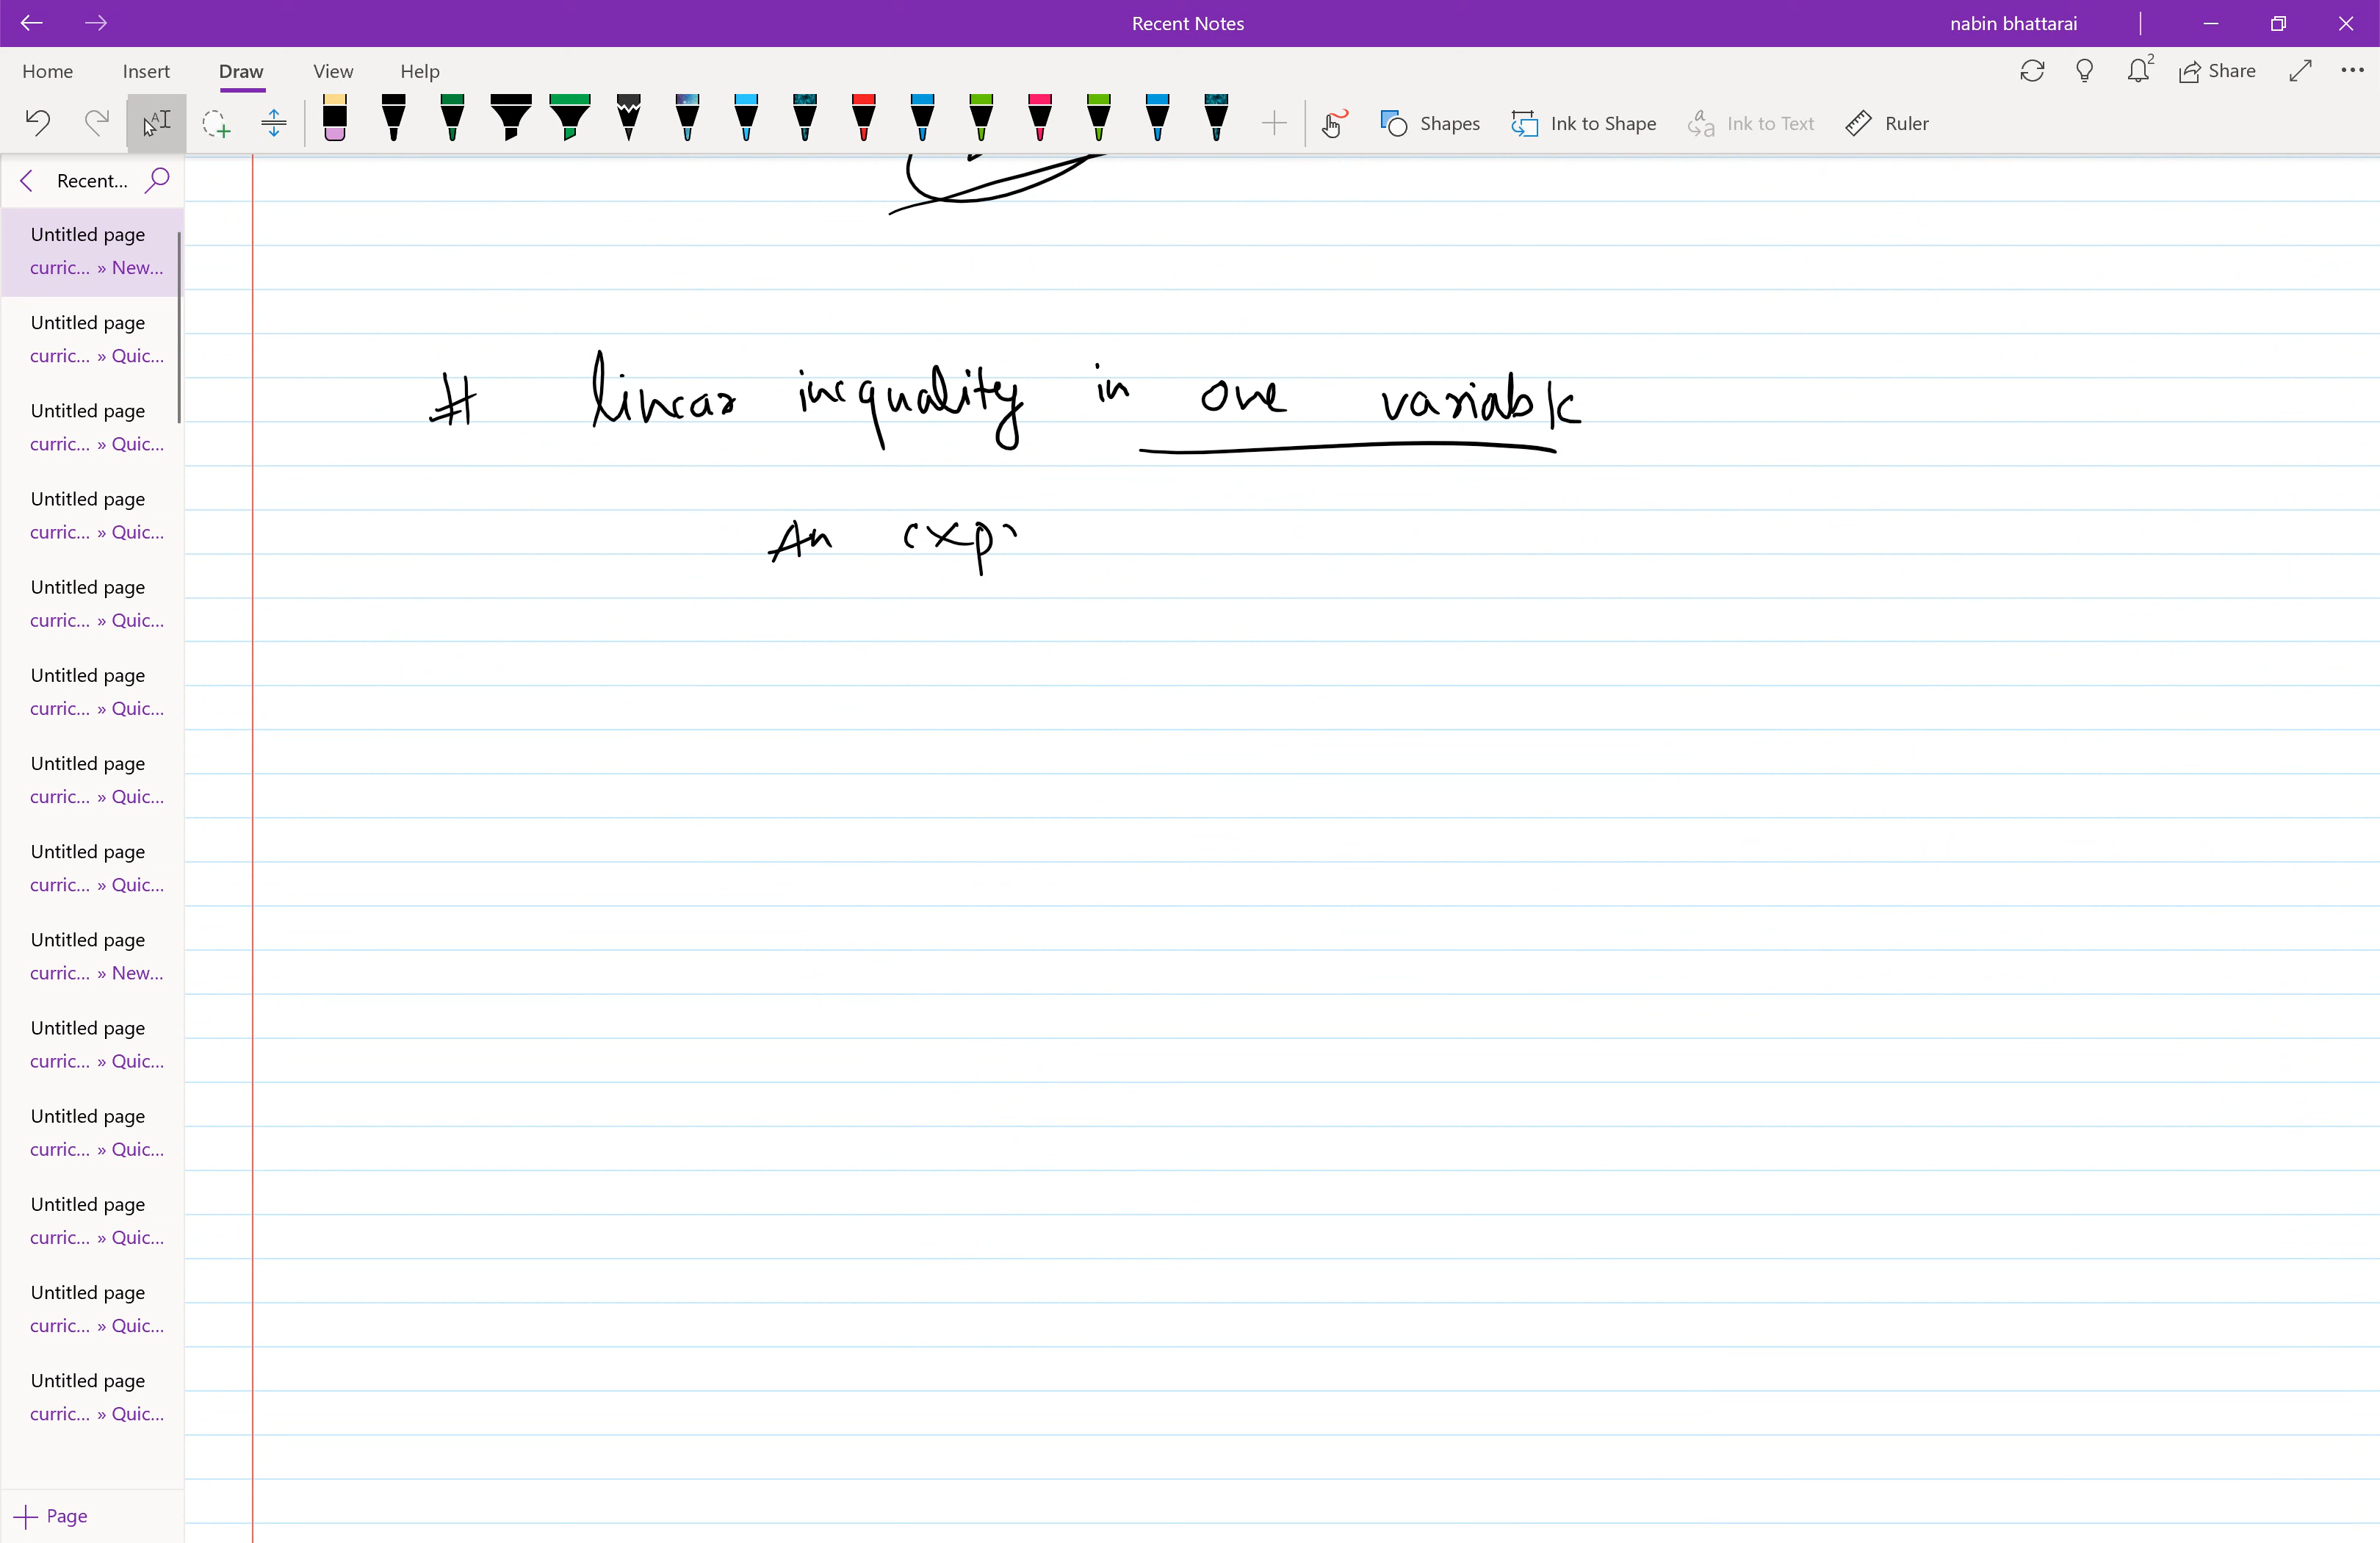 Recent Notes
nabin bhattarai
Home Insert Draw View Help
2 Share
Shapes Ink to Shape Ink to Text Ruler
Recent...
Untitled page
curric... » New...
Untitled page
curric... » Quic...
Untitled page
curric... » Quic...
Untitled page
curric... » Quic...
Untitled page
curric... » Quic...
Untitled page
curric... » Quic...
Untitled page
curric... » Quic...
Untitled page
curric... » Quic...
Untitled page
curric... » New...
Untitled page
curric... » Quic...
Untitled page
curric... » Quic...
Untitled page
curric... » Quic...
Untitled page
curric... » Quic...
Untitled page
curric... » Quic...
Page
# linear inequality in one variable
An expr